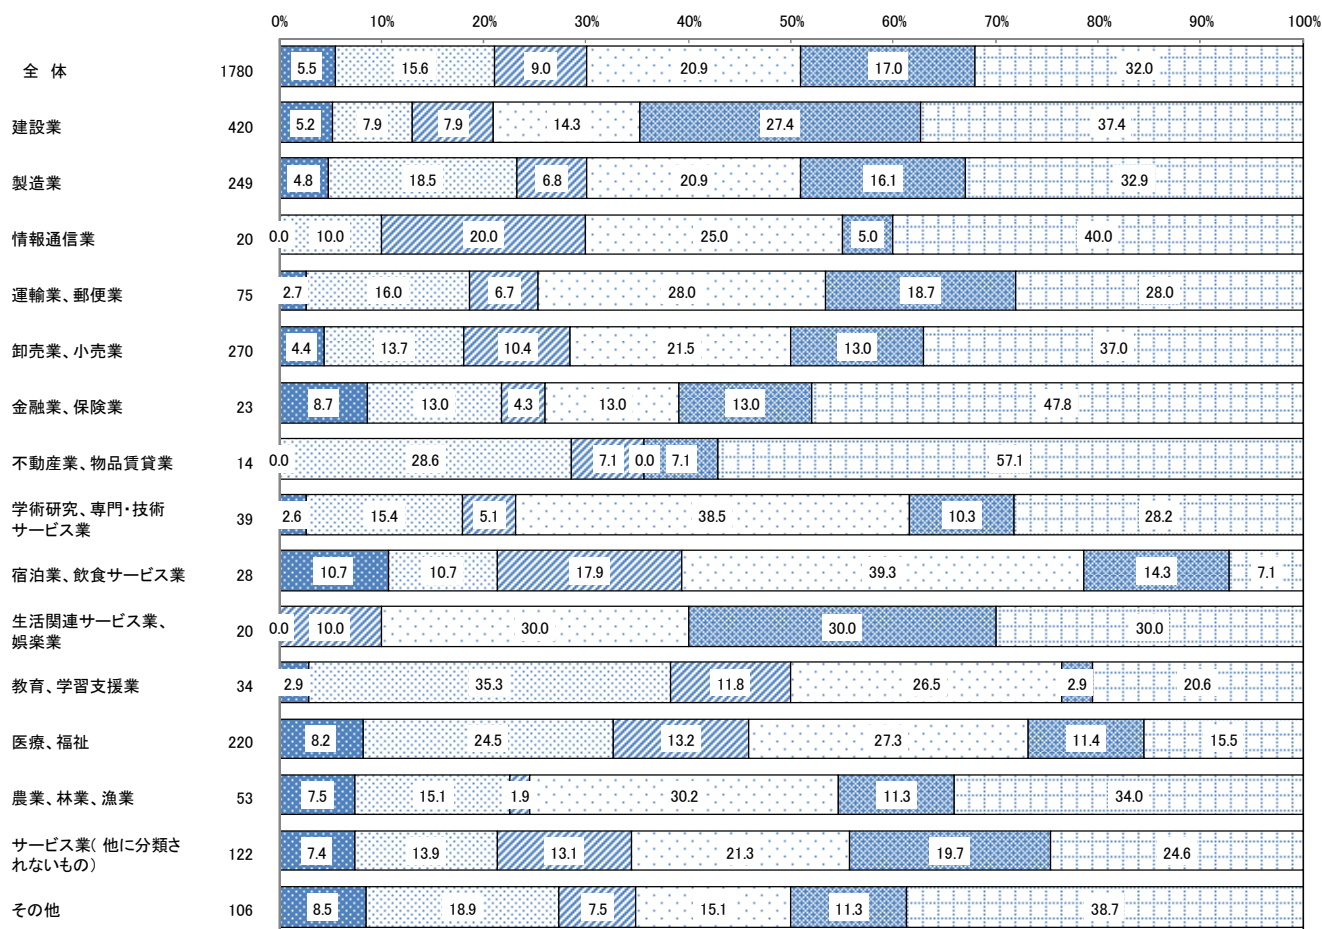 0% 10% 20% 30% 40% 50% 60% 70% 80% 90% 100%
全 体 1780 5.5 15.6 9.0 20.9 17.0 32.0
建設業 420 5.2 7.9 7.9 14.3 27.4 37.4
製造業 249 4.8 18.5 6.8 20.9 16.1 32.9
情報通信業 20 0.0 10.0 20.0 25.0 5.0 40.0
運輸業、郵便業 75 2.7 16.0 6.7 28.0 18.7 28.0
卸売業、小売業 270 4.4 13.7 10.4 21.5 13.0 37.0
金融業、保険業 23 8.7 13.0 4.3 13.0 13.0 47.8
不動産業、物品賃貸業 14 0.0 28.6 7.1 0.0 7.1 57.1
学術研究、専門・技術
サービス業 39 2.6 15.4 5.1 38.5 10.3 28.2
宿泊業、飲食サービス業 28 10.7 10.7 17.9 39.3 14.3 7.1
生活関連サービス業、
娯楽業 20 0.0 10.0 30.0 30.0 30.0
教育、学習支援業 34 2.9 35.3 11.8 26.5 2.9 20.6
医療、福祉 220 8.2 24.5 13.2 27.3 11.4 15.5
農業、林業、漁業 53 7.5 15.1 1.9 30.2 11.3 34.0
サービス業(他に分類さ
れないもの) 122 7.4 13.9 13.1 21.3 19.7 24.6
その他 106 8.5 18.9 7.5 15.1 11.3 38.7